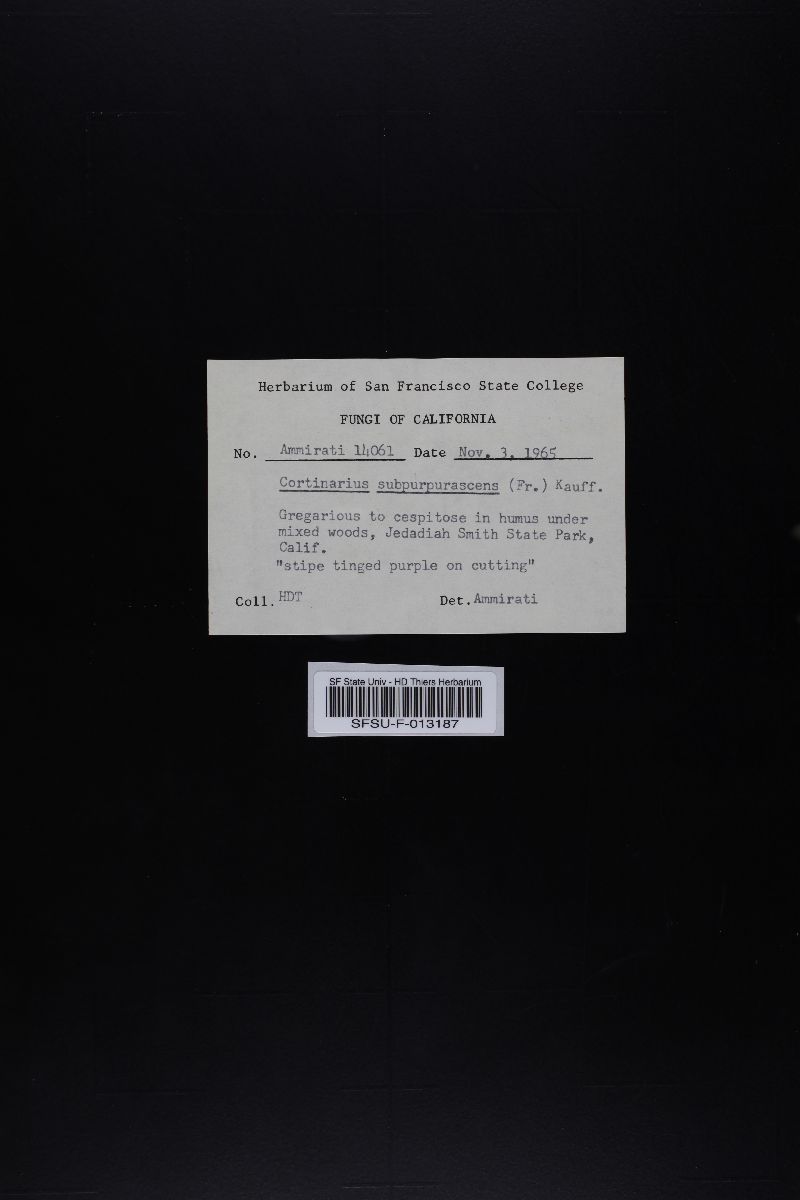 Herbarium of San Francisco State College
FUNGI OF CALIFORNIA
No. Ammirati 14061 Date Nov. 3, 1965
Cortinarius subpurpurascens (Fr.) Kauff.
Gregarious to cespitose in humus under
mixed woods, Jedadiah Smith State Park,
Calif.
"stipe tinged purple on cutting"
Coll. HDT Det. Ammirati
SF State Univ - HD Thiers Herbarium
SFSU-F-013187